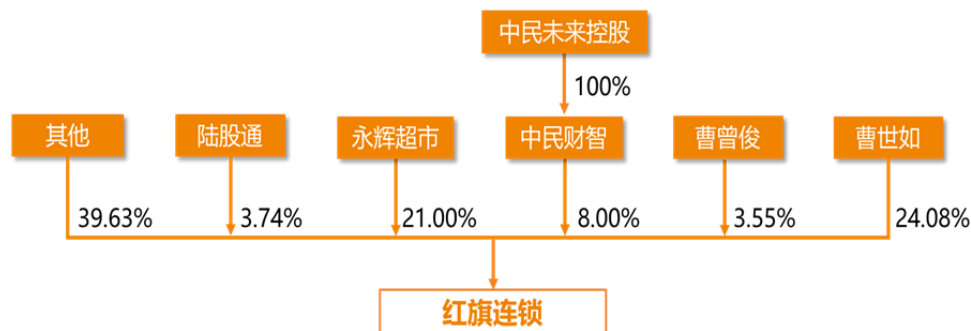 中民未来控股
100%
其他
陆股通
永辉超市
中民财智
曹曾俊
曹世如
39.63%
3.74%
21.00%
8.00%
3.55%
24.08%
红旗连锁